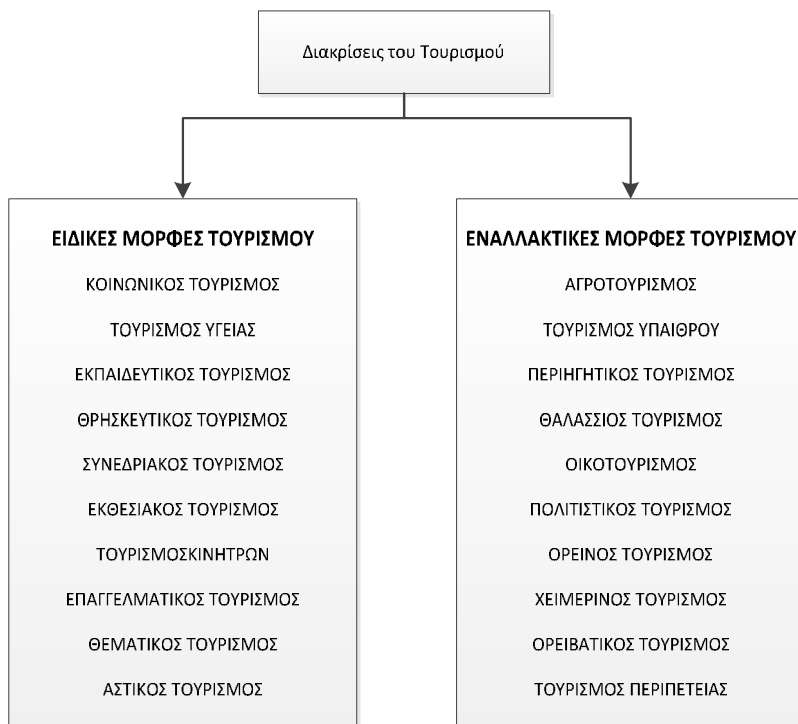 Διακρίσεις του Τουρισμού
ΕΙΔΙΚΕΣ ΜΟΡΦΕΣ ΤΟΥΡΙΣΜΟΥ
ΚΟΙΝΩΝΙΚΟΣ ΤΟΥΡΙΣΜΟΣ
ΤΟΥΡΙΣΜΟΣ ΥΓΕΙΑΣ
ΕΚΠΑΙΔΕΥΤΙΚΟΣ ΤΟΥΡΙΣΜΟΣ
ΘΡΗΣΚΕΥΤΙΚΟΣ ΤΟΥΡΙΣΜΟΣ
ΣΥΝΕΔΡΙΑΚΟΣ ΤΟΥΡΙΣΜΟΣ
ΕΚΘΕΣΙΑΚΟΣ ΤΟΥΡΙΣΜΟΣ
ΤΟΥΡΙΣΜΟΣΚΙΝΗΤΡΩΝ
ΕΠΑΓΓΕΛΜΑΤΙΚΟΣ ΤΟΥΡΙΣΜΟΣ
ΘΕΜΑΤΙΚΟΣ ΤΟΥΡΙΣΜΟΣ
ΑΣΤΙΚΟΣ ΤΟΥΡΙΣΜΟΣ
ΕΝΑΛΛΑΚΤΙΚΕΣ ΜΟΡΦΕΣ ΤΟΥΡΙΣΜΟΥ
ΑΓΡΟΤΟΥΡΙΣΜΟΣ
ΤΟΥΡΙΣΜΟΣ ΥΠΑΙΘΡΟΥ
ΠΕΡΙΗΓΗΤΙΚΟΣ ΤΟΥΡΙΣΜΟΣ
ΘΑΛΑΣΣΙΟΣ ΤΟΥΡΙΣΜΟΣ
ΟΙΚΟΤΟΥΡΙΣΜΟΣ
ΠΟΛΙΤΙΣΤΙΚΟΣ ΤΟΥΡΙΣΜΟΣ
ΟΡΕΙΝΟΣ ΤΟΥΡΙΣΜΟΣ
ΧΕΙΜΕΡΙΝΟΣ ΤΟΥΡΙΣΜΟΣ
ΟΡΕΙΒΑΤΙΚΟΣ ΤΟΥΡΙΣΜΟΣ
ΤΟΥΡΙΣΜΟΣ ΠΕΡΙΠΕΤΕΙΑΣ